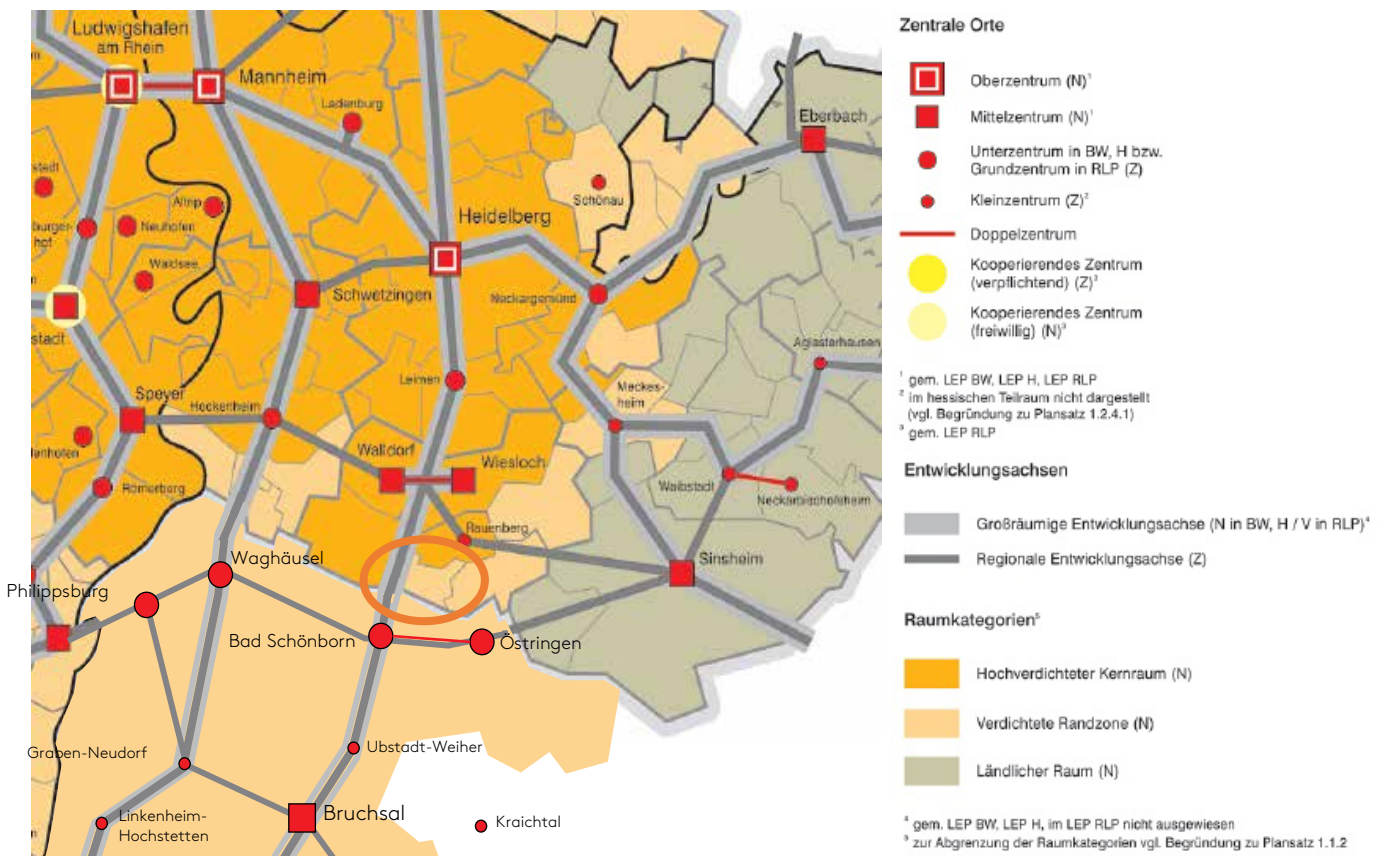 Ludwigshafen
am Rhein
Mannheim
Ladenburg
Eberbach
Schönau
Altrip
Neuhofen
Waldsee
Heidelberg
Schwetzingen
Neckargemünd
Aglasterhausen
stadt
burger-
hof
stadt
Leimen
Meckes-
heim
Speyer
Hockenheim
Walldorf
Wiesloch
Römerberg
Waibstadt
Neckarbischofsheim
Rauenberg
Sinsheim
Waghäusel
Philippsburg
Bad Schönborn
Östringen
Graben-Neudorf
Ubstadt-Weiher
Linkenheim-
Hochstetten
Bruchsal
Kraichtal
Zentrale Orte
Oberzentrum (N)¹
Mittelzentrum (N)¹
Unterzentrum in BW, H bzw.
Grundzentrum in RLP (Z)
Kleinzentrum (Z)²
Doppelzentrum
Kooperierendes Zentrum
(verpflichtend) (Z)³
Kooperierendes Zentrum
(freiwillig) (N)³
¹ gem. LEP BW, LEP H, LEP RLP
² im hessischen Teilraum nicht dargestellt
(vgl. Begründung zu Plansatz 1.2.4.1)
³ gem. LEP RLP
Entwicklungsachsen
Großräumige Entwicklungsachse (N in BW, H / V in RLP)⁴
Regionale Entwicklungsachse (Z)
Raumkategorien⁵
Hochverdichteter Kernraum (N)
Verdichtete Randzone (N)
Ländlicher Raum (N)
⁴ gem. LEP BW, LEP H, im LEP RLP nicht ausgewiesen
⁵ zur Abgrenzung der Raumkategorien vgl. Begründung zu Plansatz 1.1.2